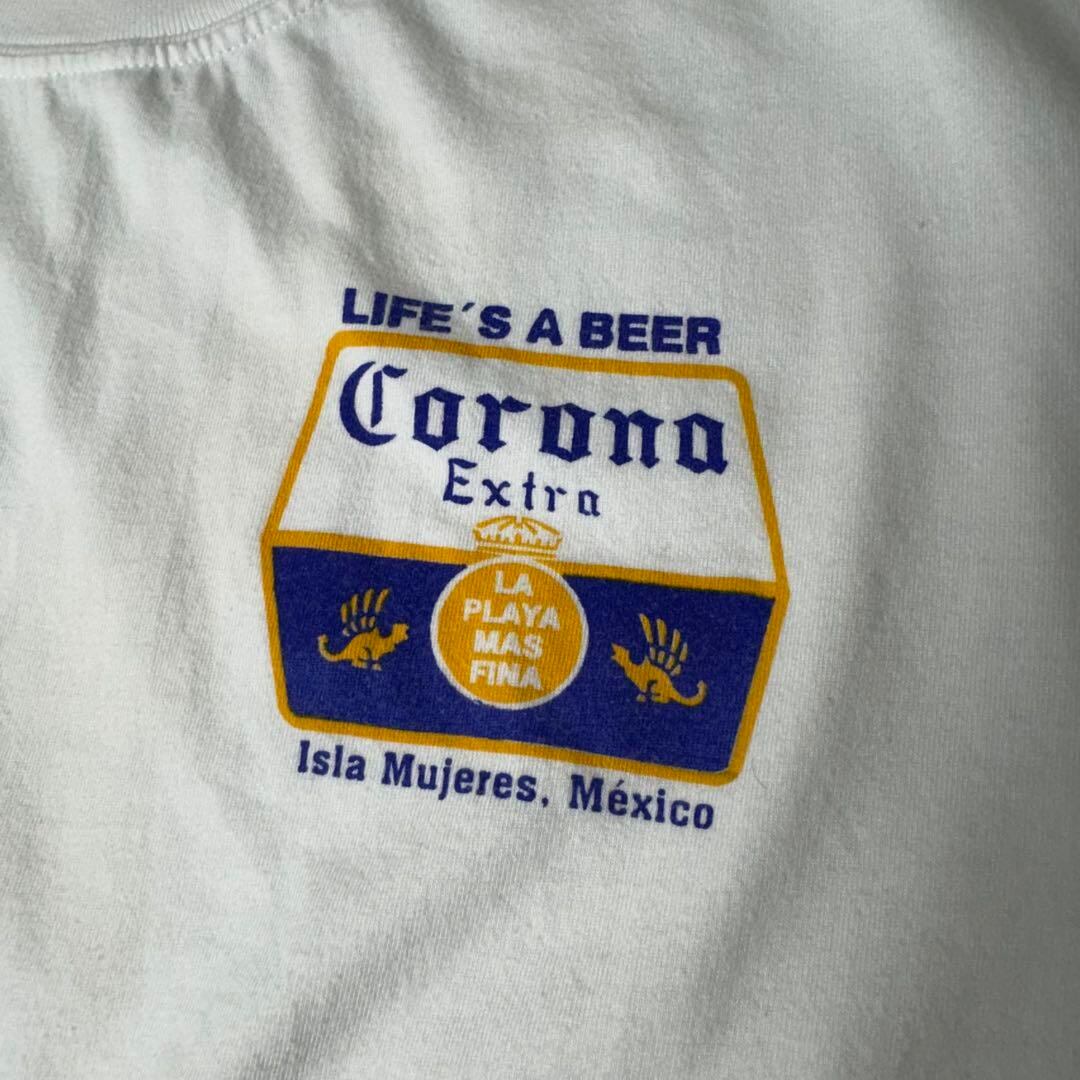 LIFE´S A BEER
Corona
Extra
LA
PLAYA
MAS
FINA
Isla Mujeres, México